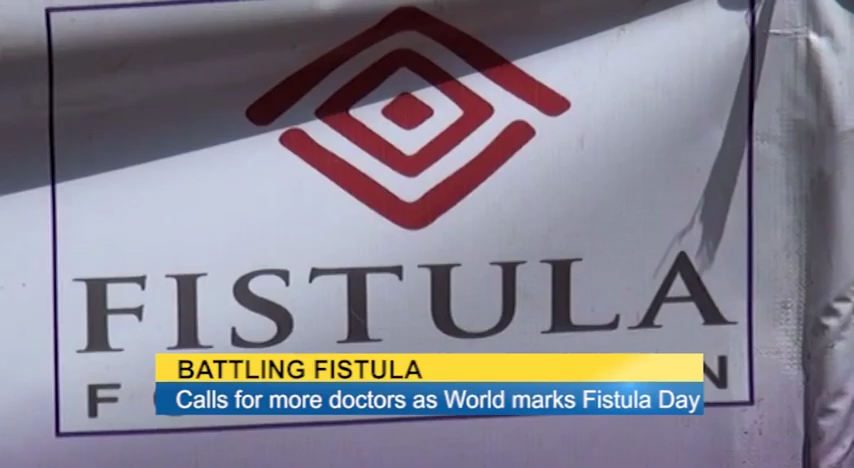 FISTULA
BATTLING FISTULA
Calls for more doctors as World marks Fistula Day